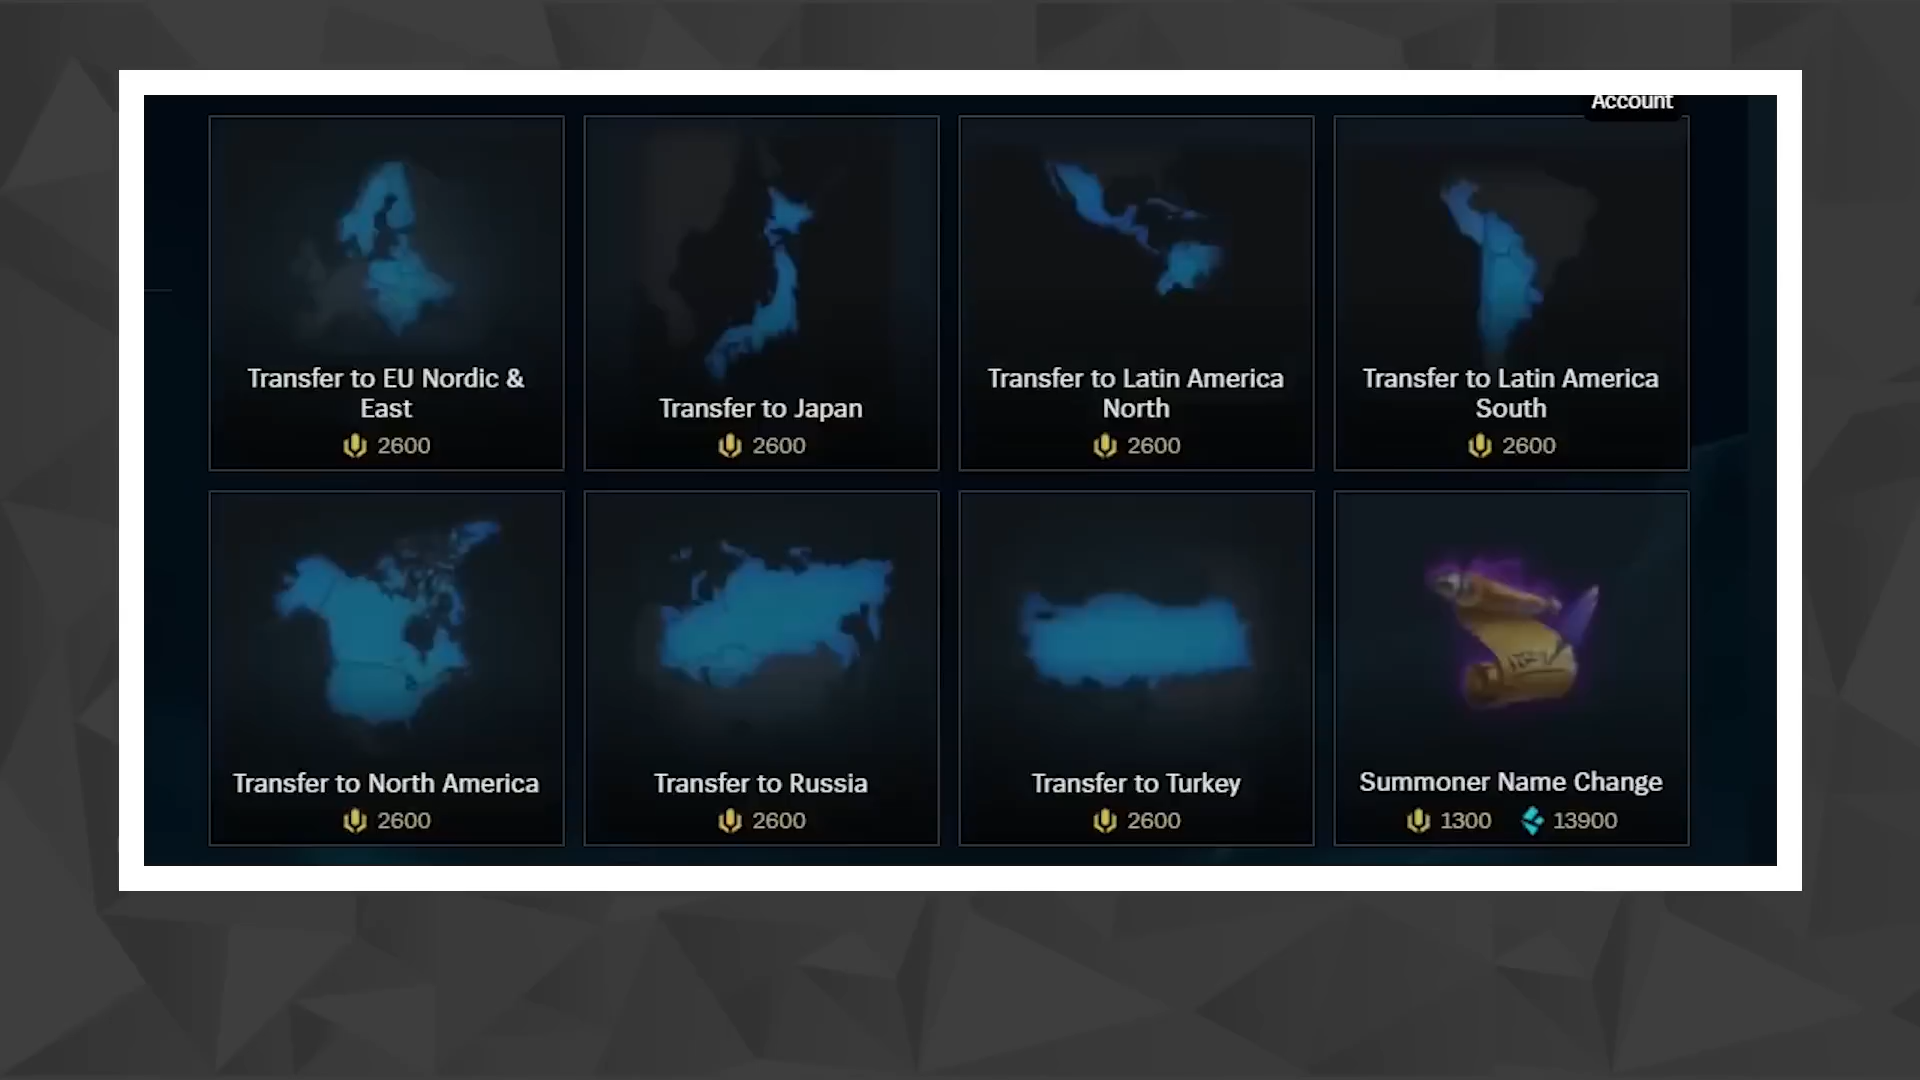 Account
Transfer to EU Nordic &
East
2600
Transfer to Japan
2600
Transfer to Latin America
North
2600
Transfer to Latin America
South
2600
Transfer to North America
2600
Transfer to Russia
2600
Transfer to Turkey
2600
Summoner Name Change
1300 13900